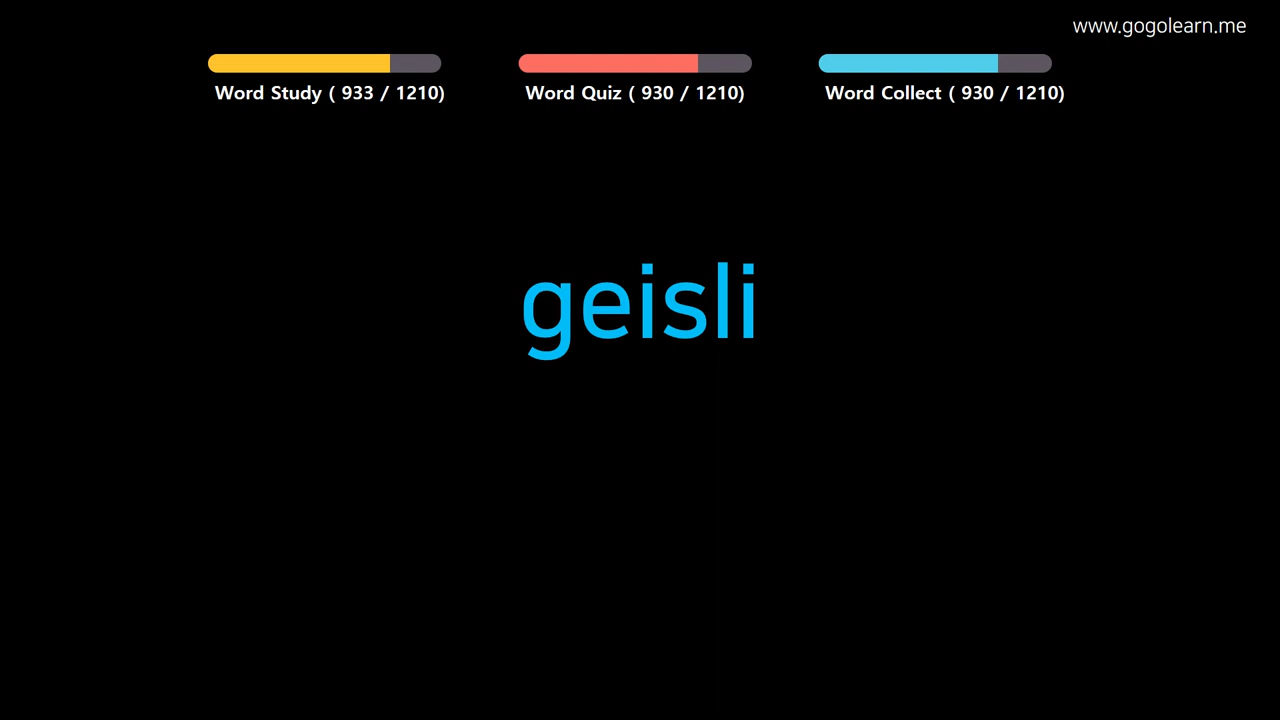 www.gogolearn.me
Word Study ( 933 / 1210)
Word Quiz ( 930 / 1210)
Word Collect ( 930 / 1210)
geisli